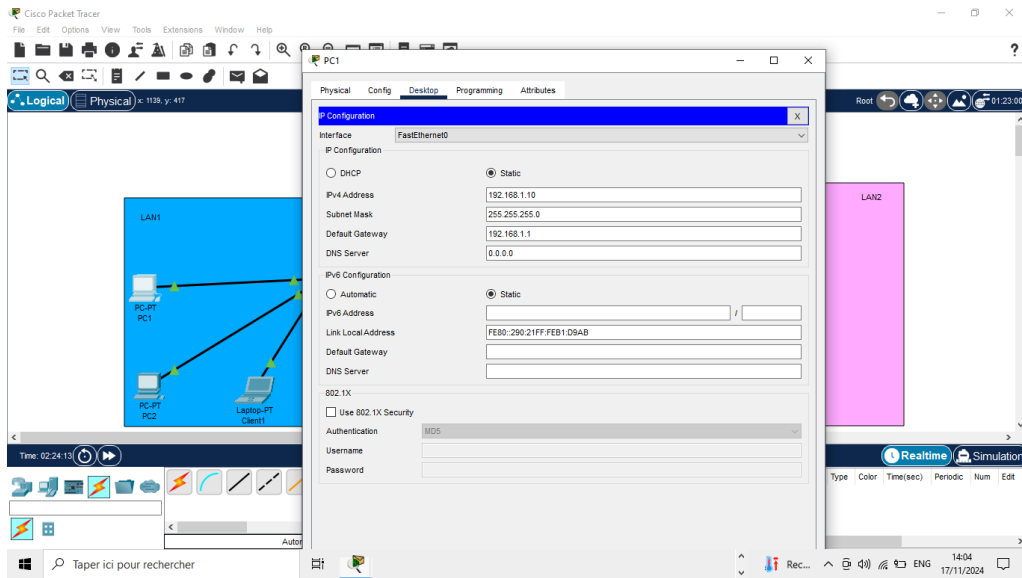 Cisco Packet Tracer
File Edit Options View Tools Extensions Window Help
?
Logical Physical x: 1139, y: 417
Root 01:23:00
PC1
Physical Config Desktop Programming Attributes
IP Configuration X
Interface FastEthernet0
IP Configuration
DHCP Static
IPv4 Address 192.168.1.10
Subnet Mask 255.255.255.0
Default Gateway 192.168.1.1
DNS Server 0.0.0.0
IPv6 Configuration
Automatic Static
IPv6 Address /
Link Local Address FE80::290:21FF:FEB1:D9AB
Default Gateway
DNS Server
802.1X
Use 802.1X Security
Authentication MD5
Username
Password
LAN1
PC-PT
PC1
PC-PT
PC2
Laptop-PT
Client1
LAN2
Time: 02:24:13
Realtime Simulation
Type Color Time(sec) Periodic Num Edit
Autor
Taper ici pour rechercher
Rec... ENG
14:04
17/11/2024